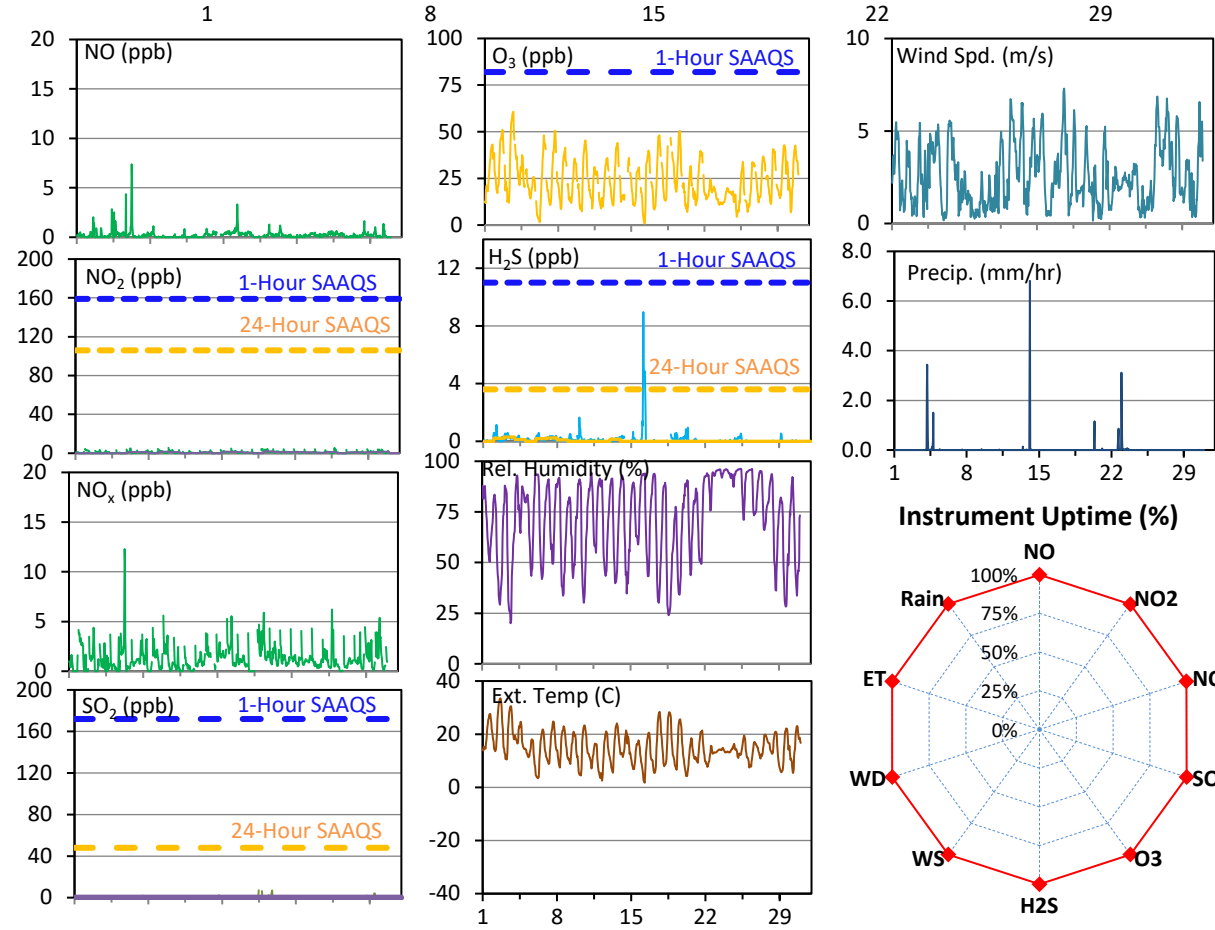 1 8 15 22 29
NO (ppb)
20
15
10
5
0
NO2 (ppb)
1-Hour SAAQS
24-Hour SAAQS
200
160
120
80
40
0
NOx (ppb)
20
15
10
5
0
SO2 (ppb)
1-Hour SAAQS
24-Hour SAAQS
200
160
120
80
40
0
O3 (ppb)
1-Hour SAAQS
100
75
50
25
0
H2S (ppb)
1-Hour SAAQS
24-Hour SAAQS
12
8
4
0
Rel. Humidity (%)
100
75
50
25
0
Ext. Temp (C)
40
20
0
-20
-40
1 8 15 22 29
Wind Spd. (m/s)
10
5
0
Precip. (mm/hr)
8.0
6.0
4.0
2.0
0.0
1 8 15 22 29
Instrument Uptime (%)
NO
NO2
NO
SO
O3
H2S
WS
WD
ET
Rain
100%
75%
50%
25%
0%